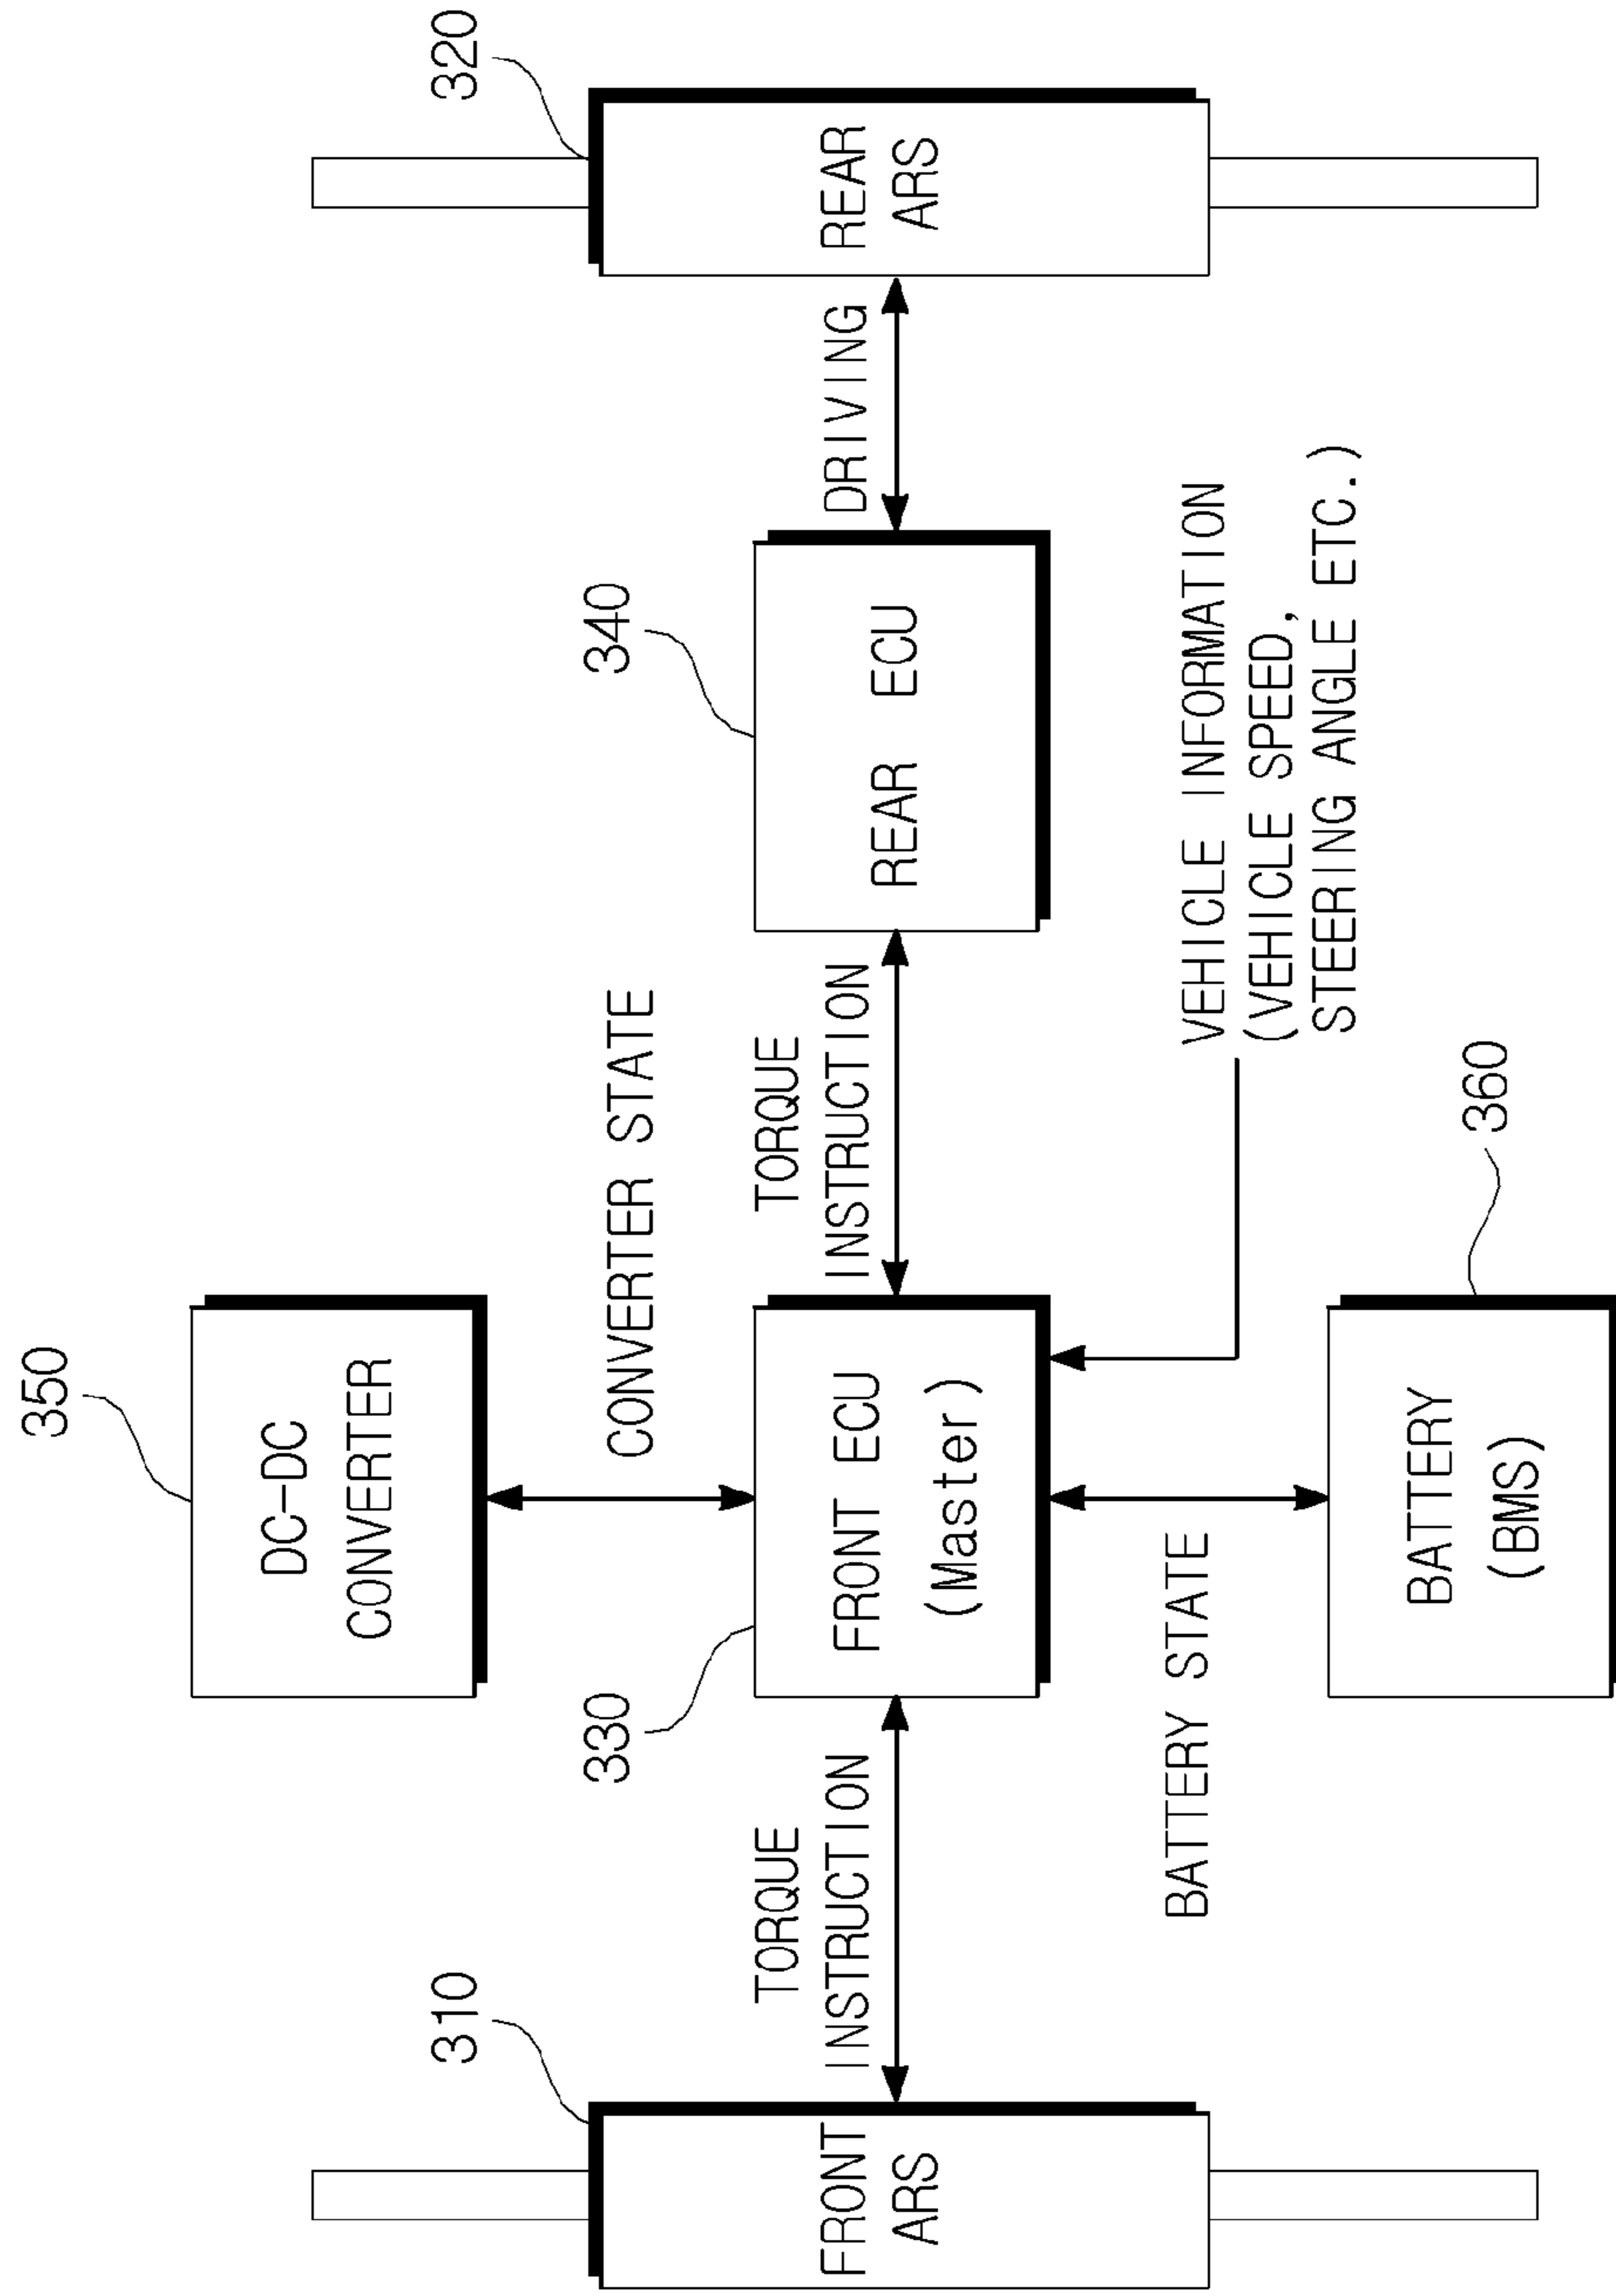 350
DC-DC
CONVERTER
CONVERTER STATE
310
330
340
320
TORQUE
INSTRUCTION
TORQUE
INSTRUCTION
DRIVING
FRONT
ARS
FRONT ECU
(Master)
REAR ECU
REAR
ARS
BATTERY STATE
VEHICLE INFORMATION
(VEHICLE SPEED,
STEERING ANGLE ETC.)
360
BATTERY
(BMS)